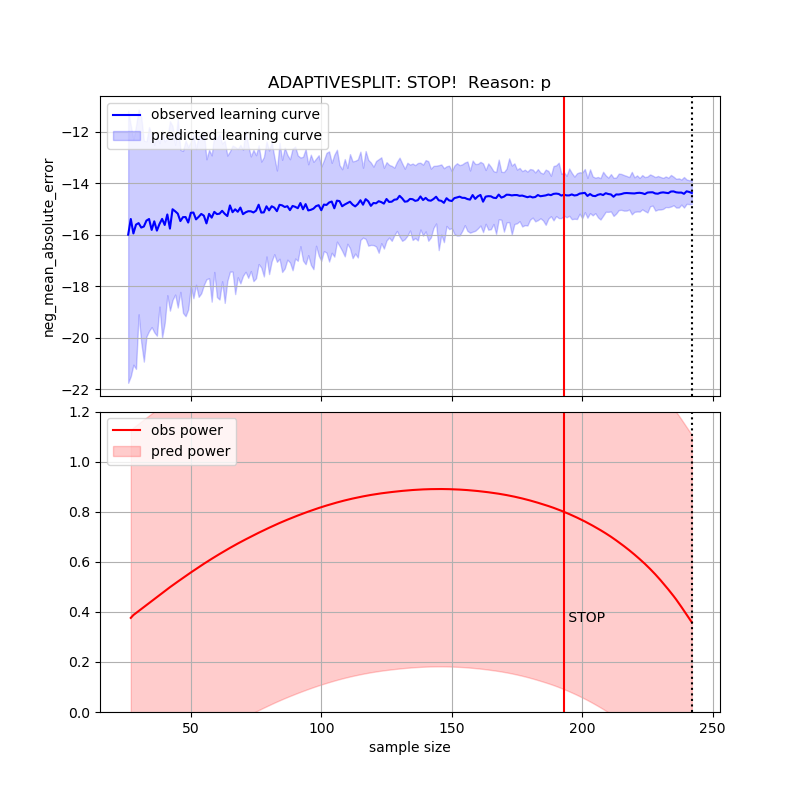 ADAPTIVESPLIT: STOP!  Reason: p
observed learning curve
predicted learning curve
neg_mean_absolute_error
−12
−14
−16
−18
−20
−22
obs power
pred power
1.2
1.0
0.8
0.6
0.4
0.2
0.0
STOP
50
100
150
200
250
sample size